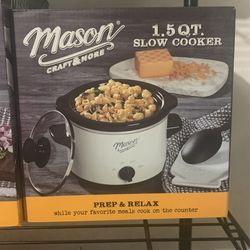 Mason
CRAFT & MORE
1.5 QT.
SLOW COOKER
Mason
PREP & RELAX
while your favorite meals cook on the counter